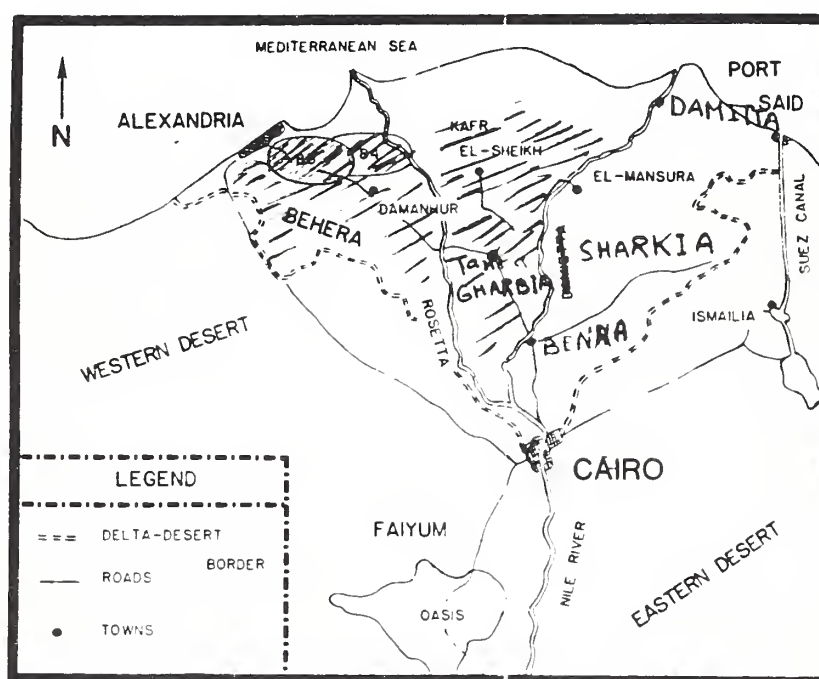 MEDITERRANEAN SEA
N
ALEXANDRIA
PORT
SAID
DAMITTA
KAFR
EL-SHEIKH
84
EL-MANSURA
DAMANHUR
BEHERA
SHARKIA
SUEZ CANAL
GHARBIA
ROSETTA
BENHA
ISMAILIA
WESTERN DESERT
CAIRO
FAIYUM
OASIS
NILE RIVER
EASTERN DESERT
LEGEND
DELTA-DESERT
BORDER
ROADS
TOWNS